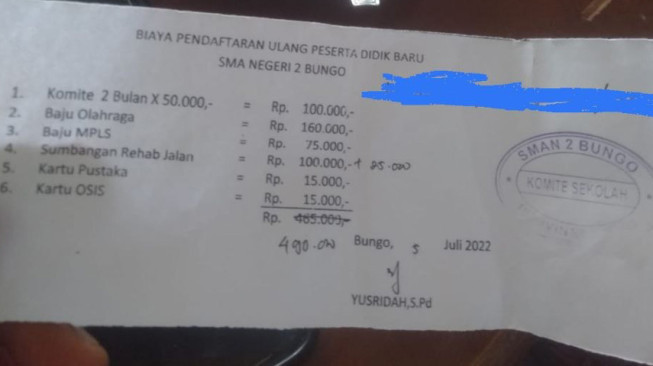 BIAYA PENDAFTARAN ULANG PESERTA DIDIK BARU
SMA NEGERI 2 BUNGO
1. Komite 2 Bulan X 50.000,- = Rp. 100.000,-
2. Baju Olahraga = Rp. 160.000,-
3. Baju MPLS = Rp. 75.000,-
4. Sumbangan Rehab Jalan = Rp. 100.000,- + 25.000
5. Kartu Pustaka = Rp. 15.000,-
6. Kartu OSIS = Rp. 15.000,-
Rp. 465.000,-
490.000
Bungo, 5 Juli 2022
YUSRIDAH,S.Pd
SMAN 2 BUNGO
KOMITE SEKOLAH